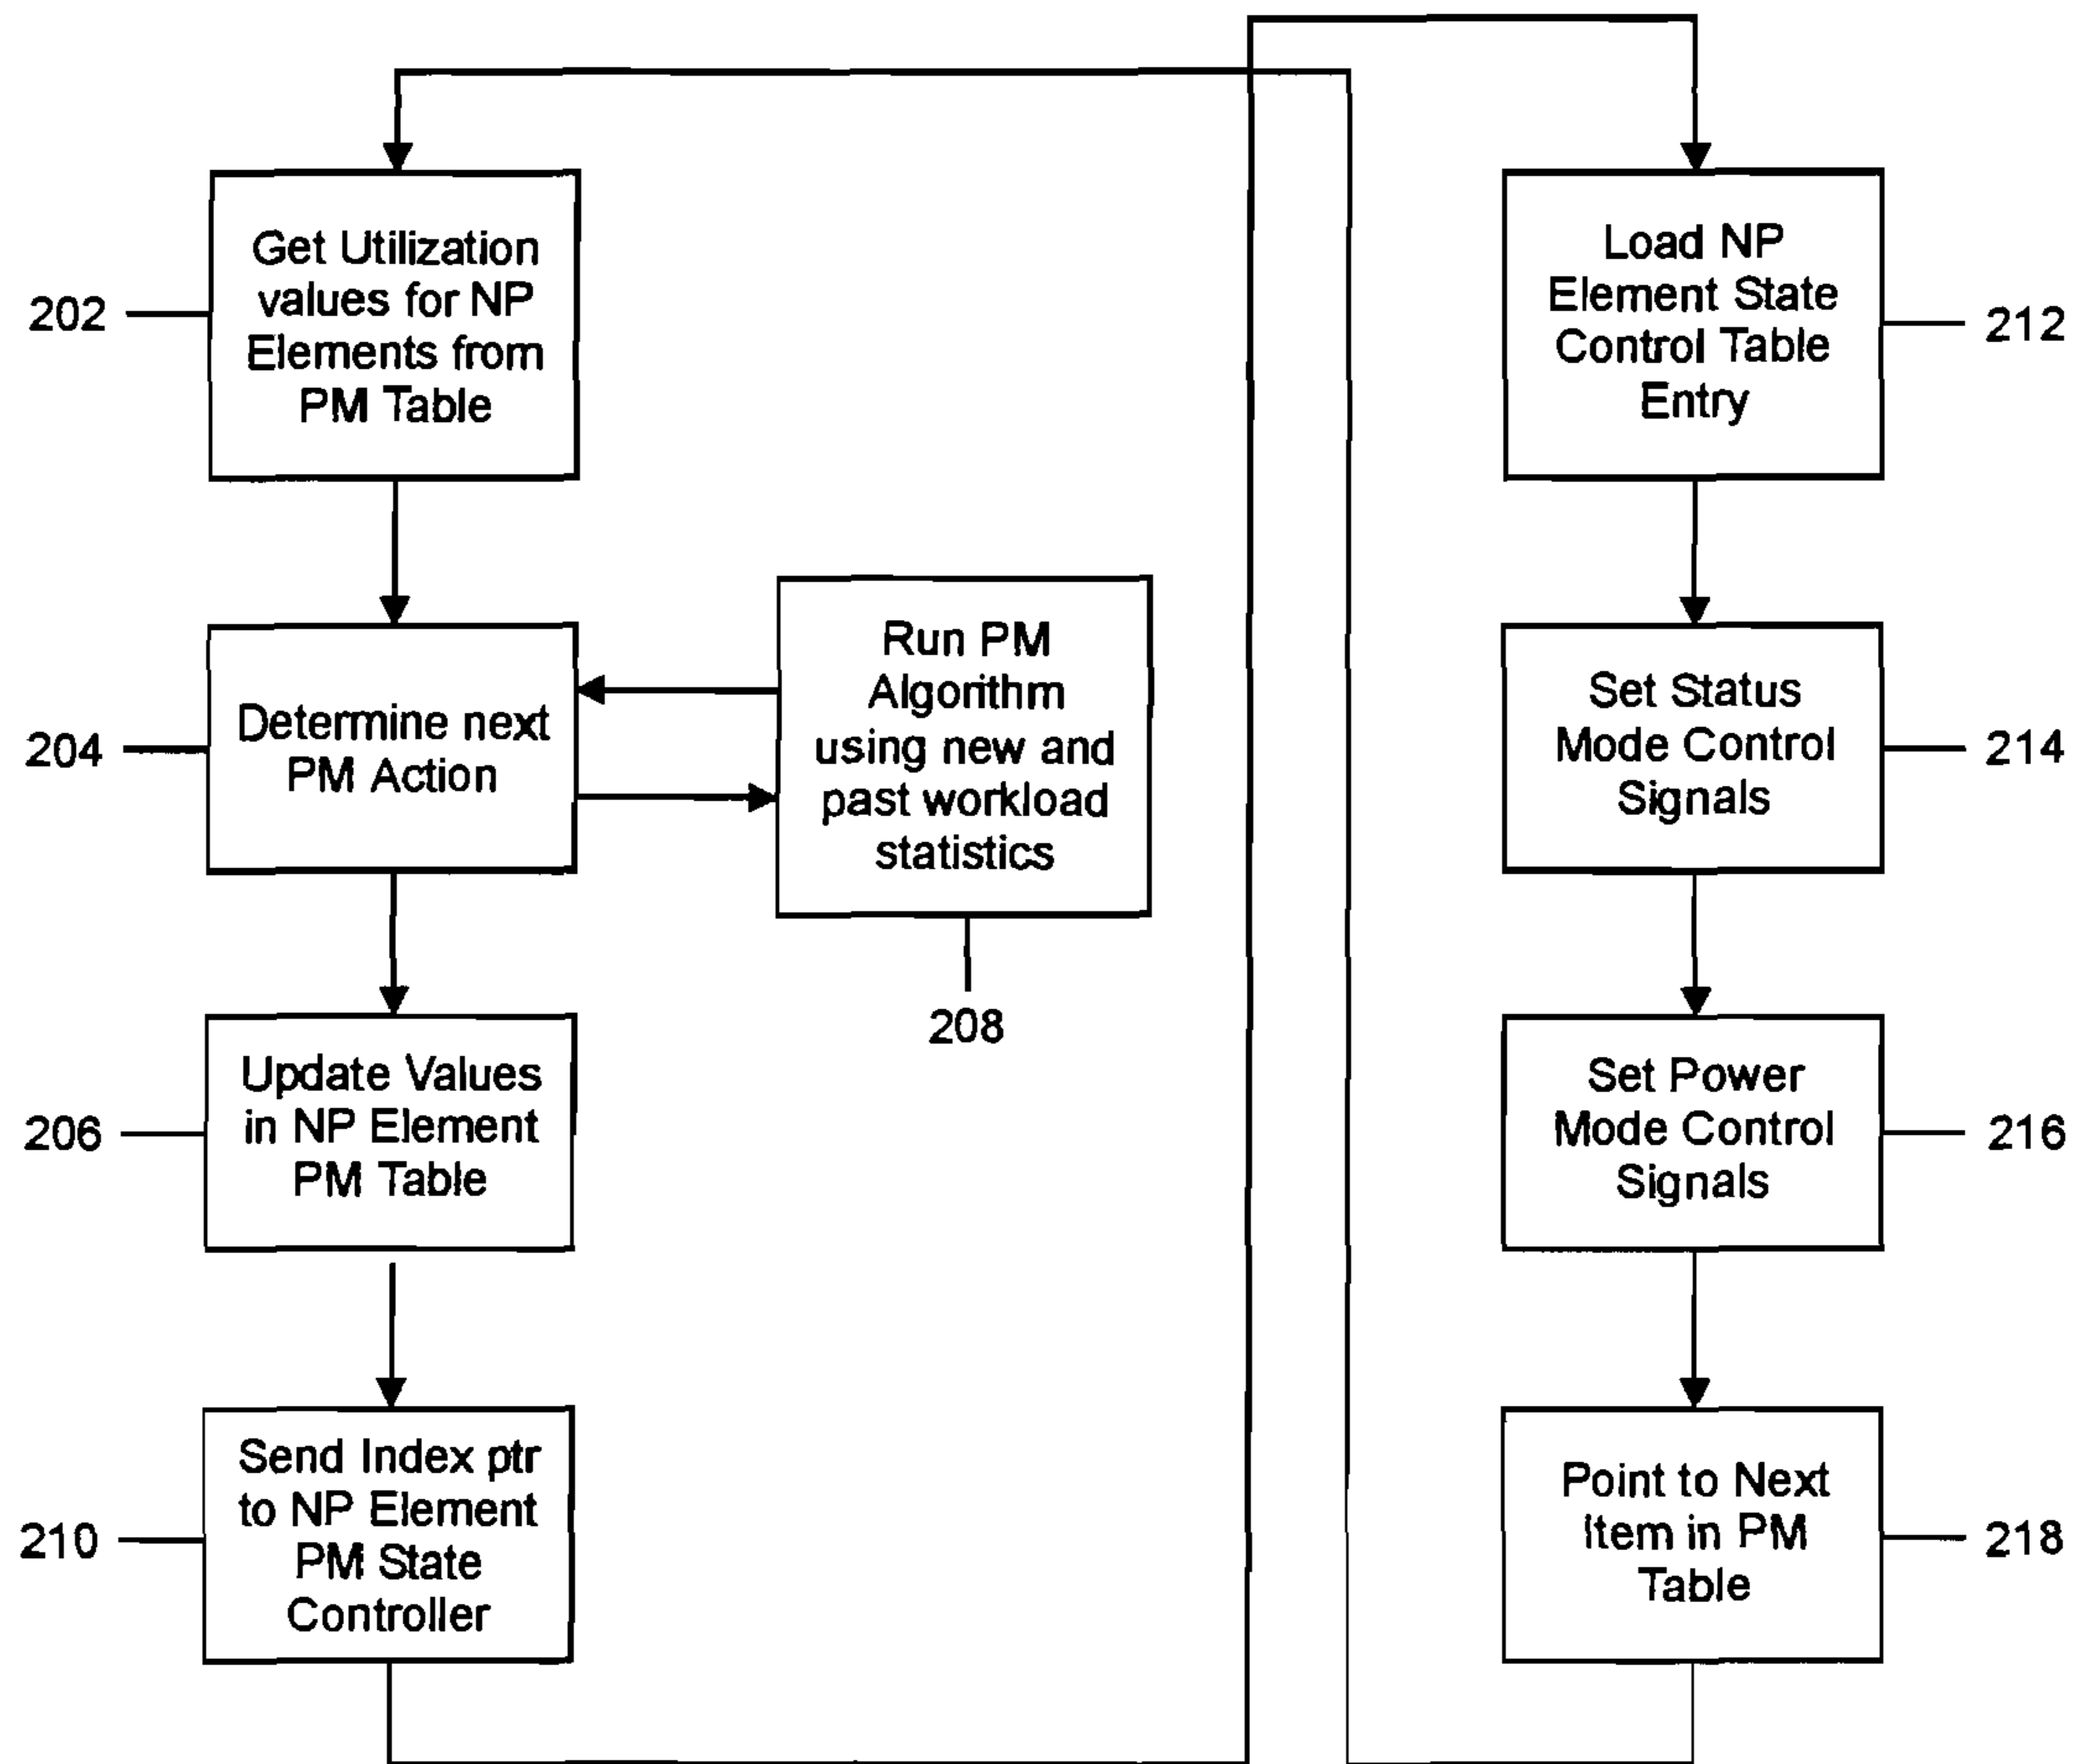 202
Get Utilization
values for NP
Elements from
PM Table
204
Determine next
PM Action
Run PM
Algorithm
using new and
past workload
statistics
208
206
Update Values
in NP Element
PM Table
210
Send Index ptr
to NP Element
PM State
Controller
Load NP
Element State
Control Table
Entry
212
Set Status
Mode Control
Signals
214
Set Power
Mode Control
Signals
216
Point to Next
Item in PM
Table
218